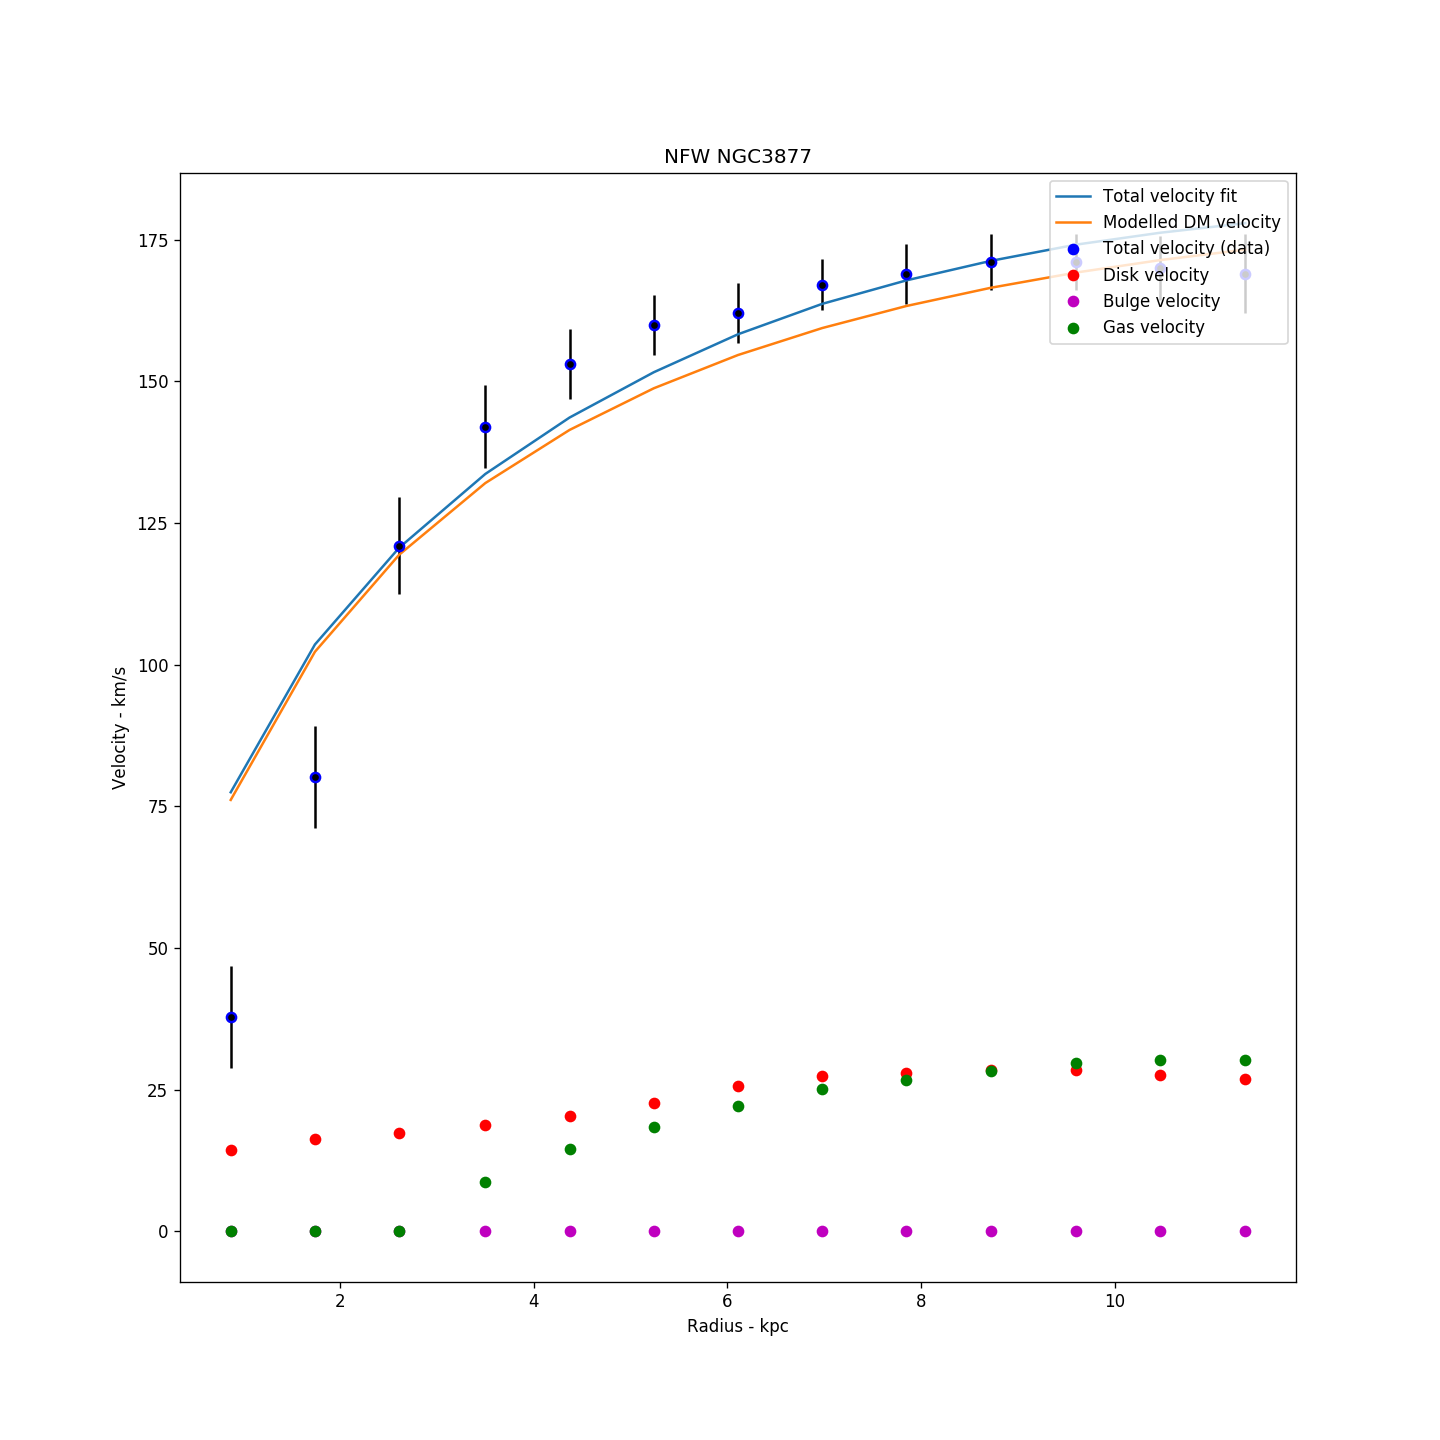 NFW NGC3877
Total velocity fit
Modelled DM velocity
Total velocity (data)
Disk velocity
Bulge velocity
Gas velocity
175
150
125
100
75
50
25
0
Velocity - km/s
2 4 6 8 10
Radius - kpc